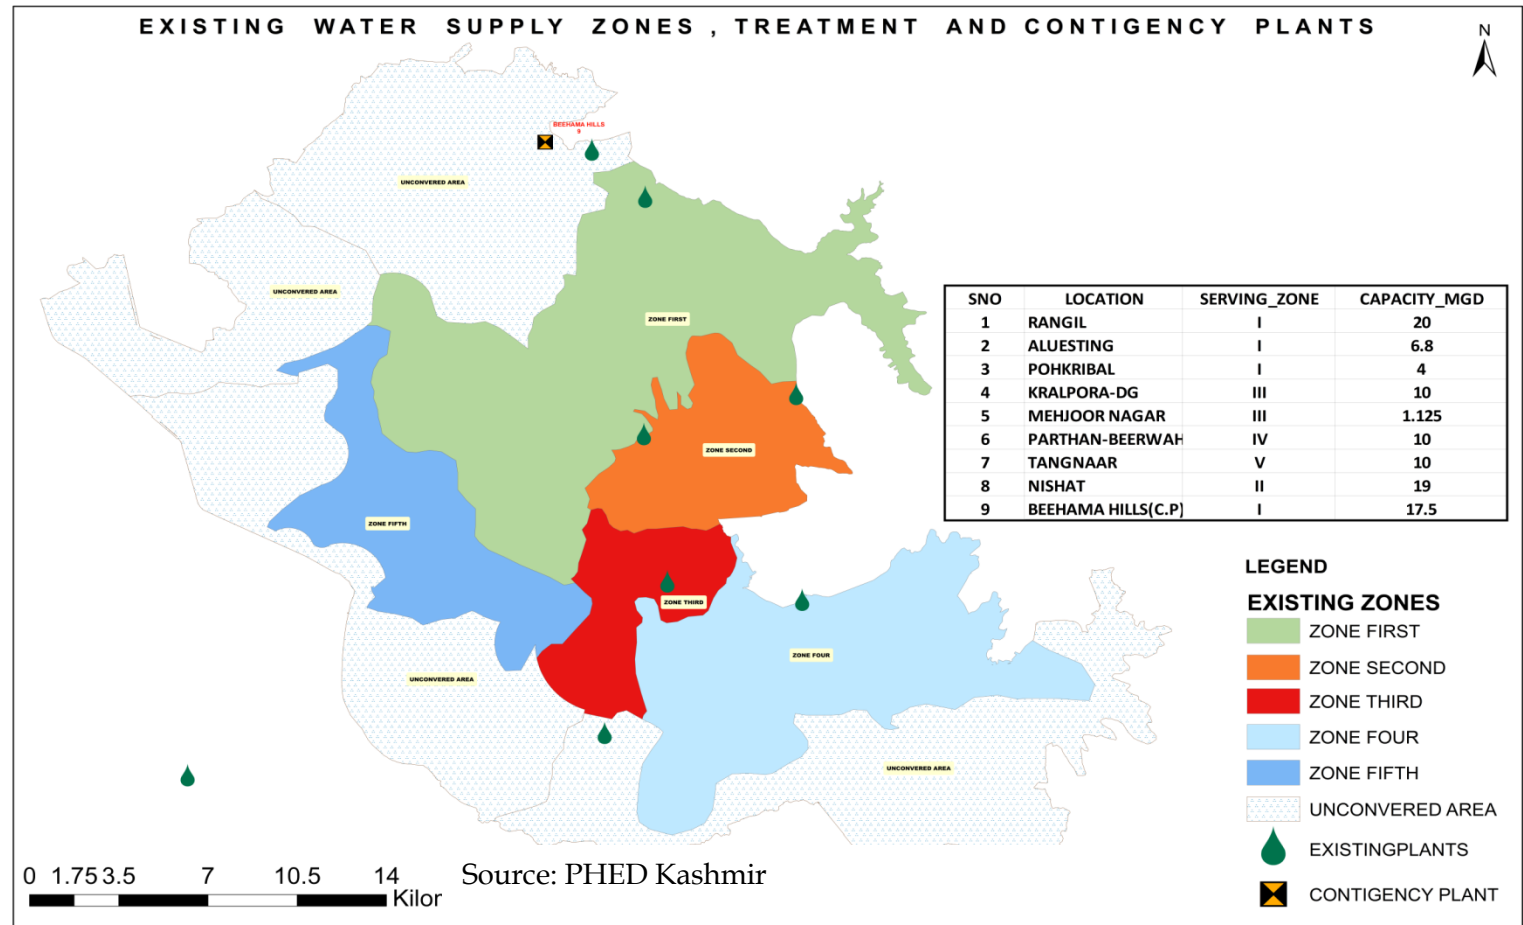 EXISTING WATER SUPPLY ZONES , TREATMENT AND CONTIGENCY PLANTS
N
BEEHAMA HILLS
9
UNCONVERED AREA
UNCONVERED AREA
ZONE FIRST
ZONE SECOND
ZONE FIFTH
ZONE THIRD
ZONE FOUR
UNCONVERED AREA
UNCONVERED AREA
SNO LOCATION SERVING_ZONE CAPACITY_MGD
1 RANGIL I 20
2 ALUESTING I 6.8
3 POHKRIBAL I 4
4 KRALPORA-DG III 10
5 MEHJOOR NAGAR III 1.125
6 PARTHAN-BEERWAH IV 10
7 TANGNAAR V 10
8 NISHAT II 19
9 BEEHAMA HILLS(C.P) I 17.5
LEGEND
EXISTING ZONES
ZONE FIRST
ZONE SECOND
ZONE THIRD
ZONE FOUR
ZONE FIFTH
UNCONVERED AREA
EXISTINGPLANTS
CONTIGENCY PLANT
0 1.75 3.5 7 10.5 14
Kilor
Source: PHED Kashmir